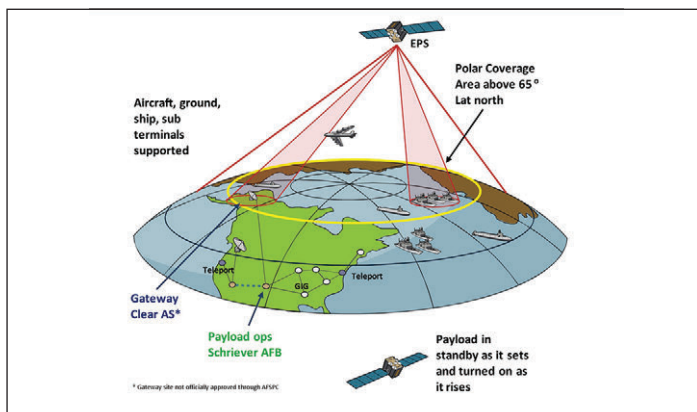 EPS
Polar Coverage
Area above 65°
Lat north
Aircraft, ground,
ship, sub
terminals
supported
Teleport
GIG
Teleport
Gateway
Clear AS*
Payload ops
Schriever AFB
Payload in
standby as it sets
and turned on as
it rises
* Gateway site not officially approved through AFSPC